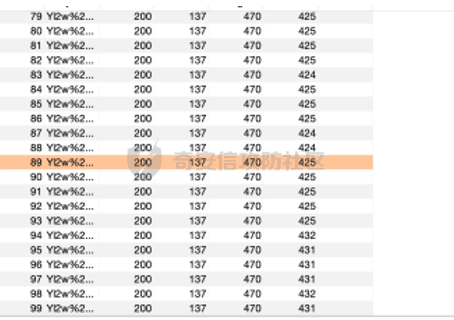 79 Yl2w%2... 200 137 470 425
80 Yl2w%2... 200 137 470 425
81 Yl2w%2... 200 137 470 425
82 Yl2w%2... 200 137 470 425
83 Yl2w%2... 200 137 470 424
84 Yl2w%2... 200 137 470 425
85 Yl2w%2... 200 137 470 425
86 Yl2w%2... 200 137 470 425
87 Yl2w%2... 200 137 470 424
88 Yl2w%2... 200 137 470 424
89 Yl2w%2... 200 137 470 425
奇安信攻防社区
90 Yl2w%2... 200 137 470 425
91 Yl2w%2... 200 137 470 425
92 Yl2w%2... 200 137 470 425
93 Yl2w%2... 200 137 470 425
94 Yl2w%2... 200 137 470 432
95 Yl2w%2... 200 137 470 431
96 Yl2w%2... 200 137 470 431
97 Yl2w%2... 200 137 470 431
98 Yl2w%2... 200 137 470 432
99 Yl2w%2... 200 137 470 431